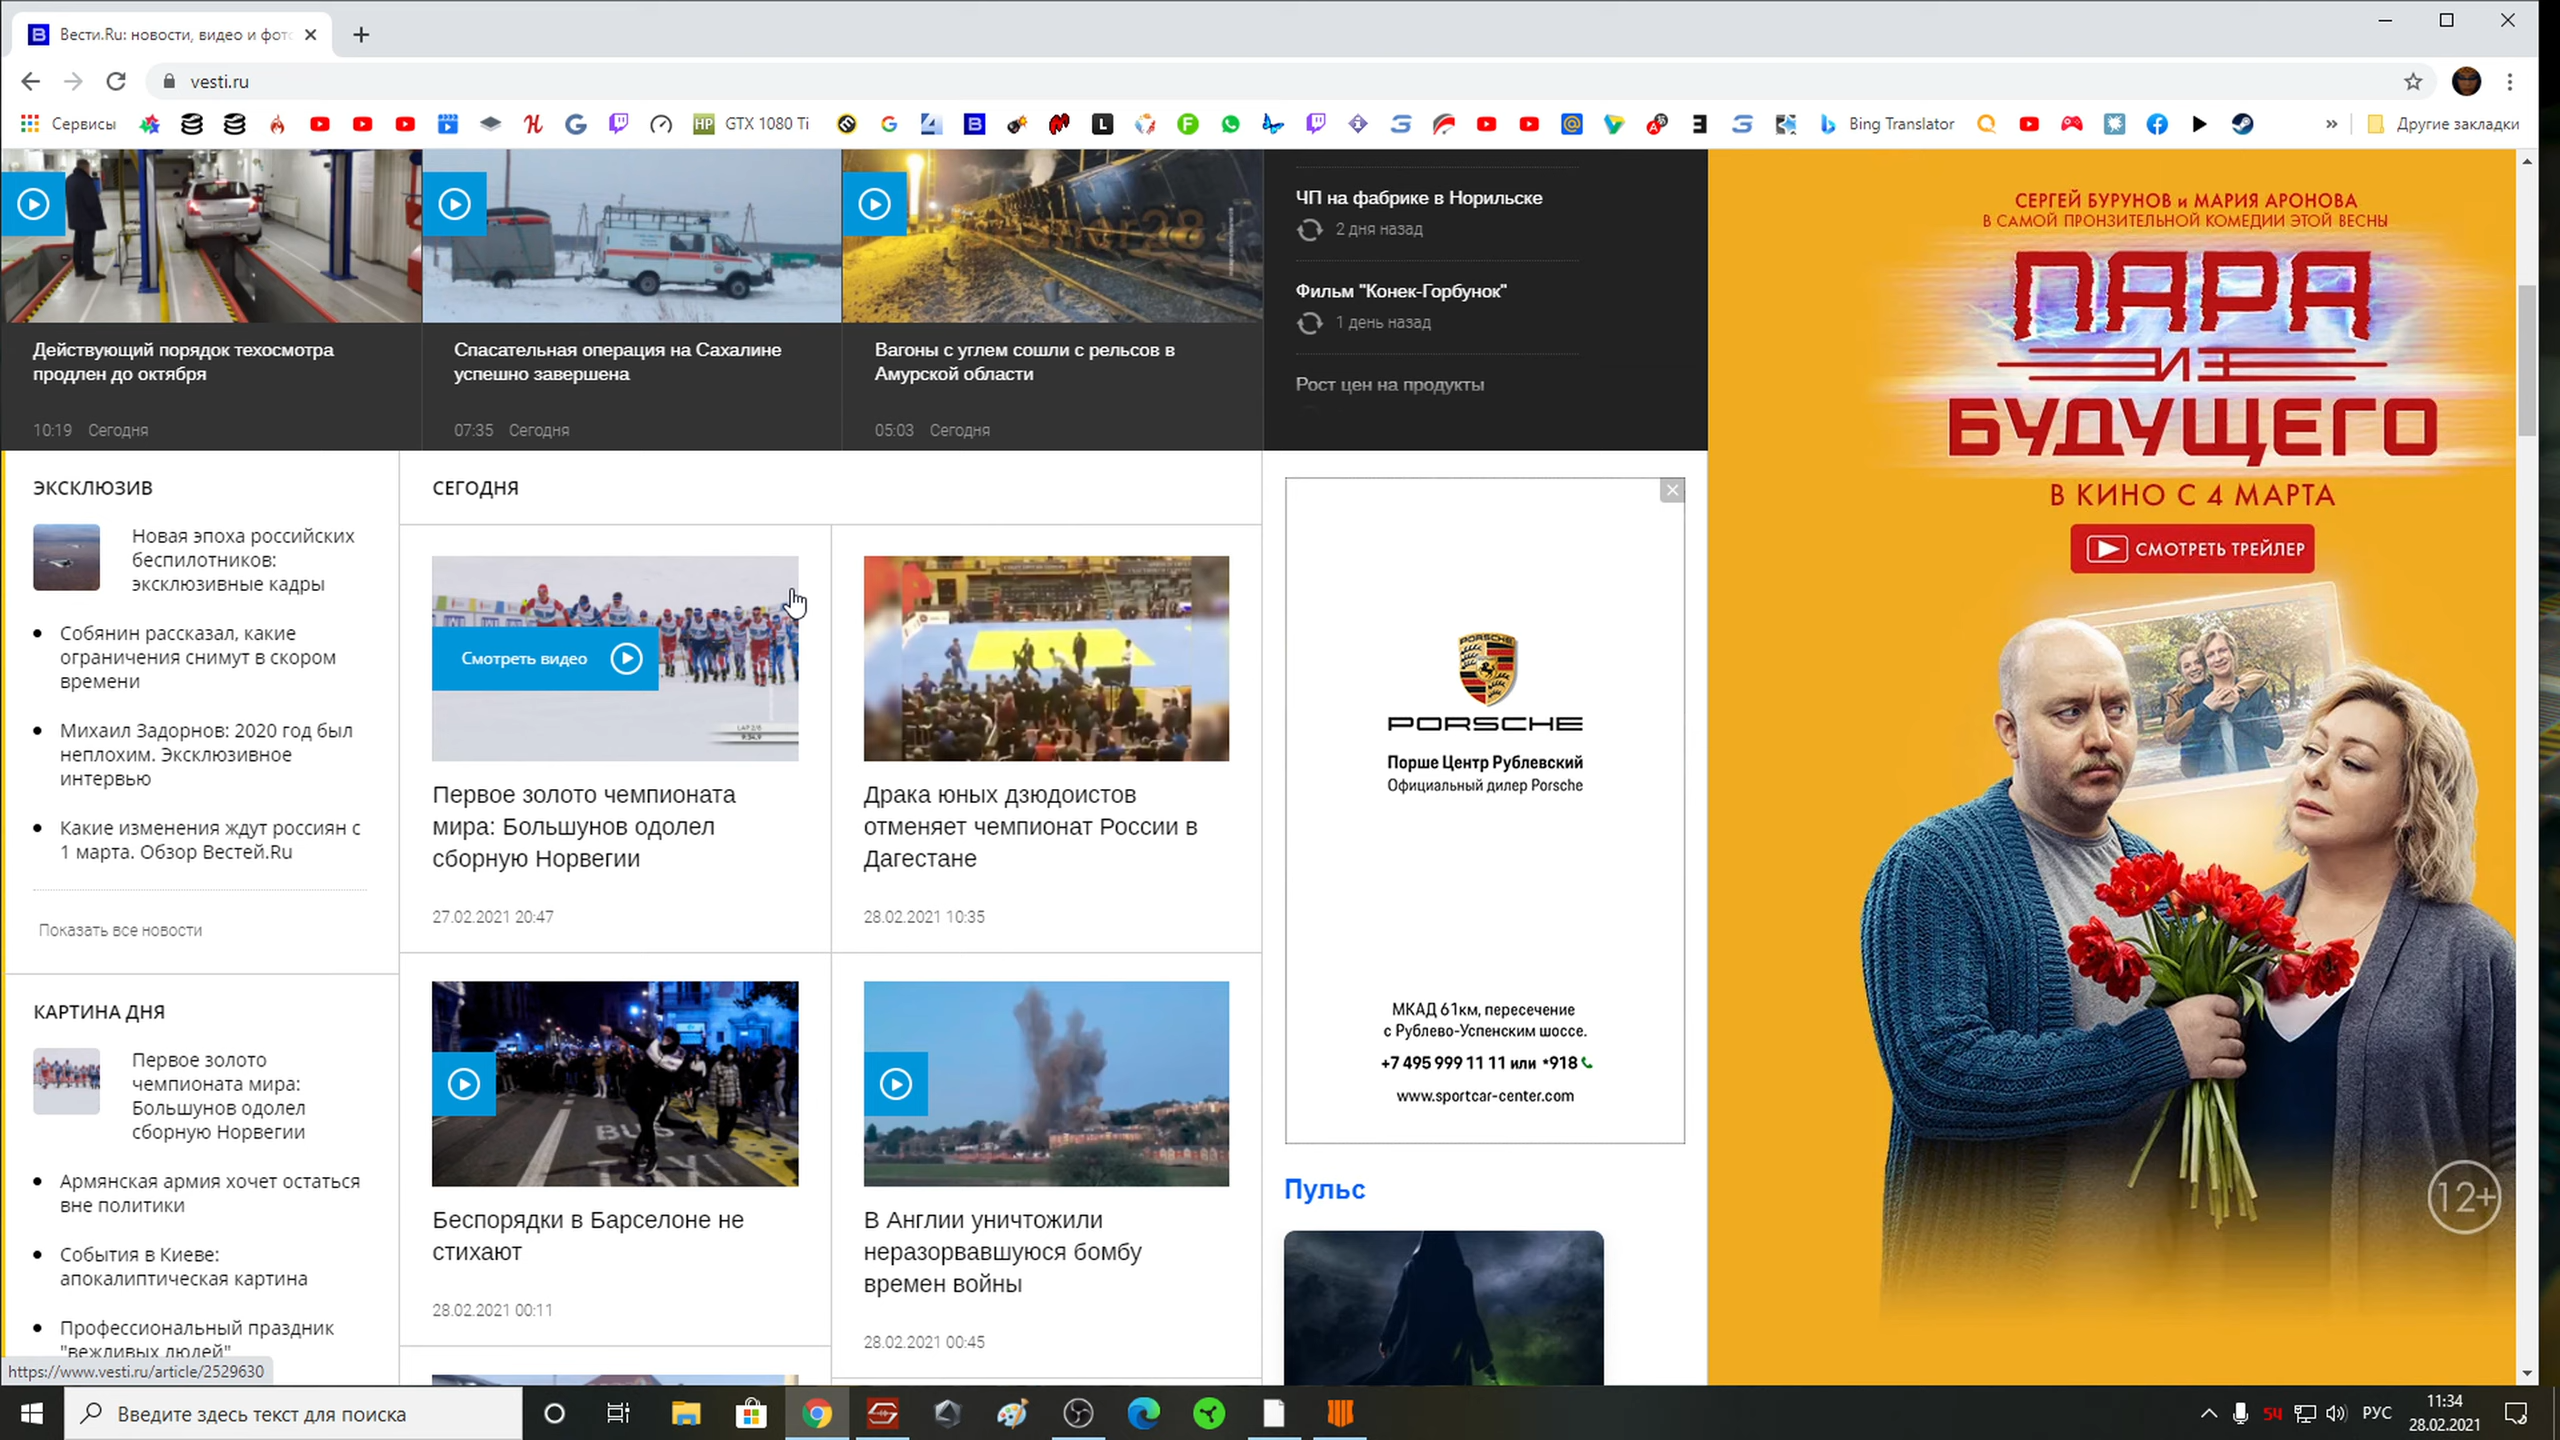 Вести.Ru: новости, видео и фото
vesti.ru
Сервисы
GTX 1080 Ti
Bing Translator
Другие закладки
Действующий порядок техосмотра
продлен до октября
10:19 Сегодня
Спасательная операция на Сахалине
успешно завершена
07:35 Сегодня
Вагоны с углем сошли с рельсов в
Амурской области
05:03 Сегодня
ЧП на фабрике в Норильске
2 дня назад
Фильм "Конек-Горбунок"
1 день назад
Рост цен на продукты
СЕРГЕЙ БУРУНОВ и МАРИЯ АРОНОВА
В САМОЙ ПРОНЗИТЕЛЬНОЙ КОМЕДИИ ЭТОЙ ВЕСНЫ
ПАРА
ИЗ
БУДУЩЕГО
В КИНО С 4 МАРТА
СМОТРЕТЬ ТРЕЙЛЕР
12+
ЭКСКЛЮЗИВ
Новая эпоха российских
беспилотников:
эксклюзивные кадры
Собянин рассказал, какие
ограничения снимут в скором
времени
Михаил Задорнов: 2020 год был
неплохим. Эксклюзивное
интервью
Какие изменения ждут россиян с
1 марта. Обзор Вестей.Ru
Показать все новости
КАРТИНА ДНЯ
Первое золото
чемпионата мира:
Большунов одолел
сборную Норвегии
Армянская армия хочет остаться
вне политики
События в Киеве:
апокалиптическая картина
Профессиональный праздник
"вежливых людей"
https://www.vesti.ru/article/2529630
СЕГОДНЯ
Смотреть видео
Первое золото чемпионата
мира: Большунов одолел
сборную Норвегии
27.02.2021 20:47
Драка юных дзюдоистов
отменяет чемпионат России в
Дагестане
28.02.2021 10:35
BUS
TAXI
Беспорядки в Барселоне не
стихают
28.02.2021 00:11
В Англии уничтожили
неразорвавшуюся бомбу
времен войны
28.02.2021 00:45
PORSCHE
PORSCHE
Порше Центр Рублевский
Официальный дилер Porsche
МКАД 61км, пересечение
с Рублево-Успенским шоссе.
+7 495 999 11 11 или *918
www.sportcar-center.com
Пульс
Введите здесь текст для поиска
54
РУС
11:34
28.02.2021